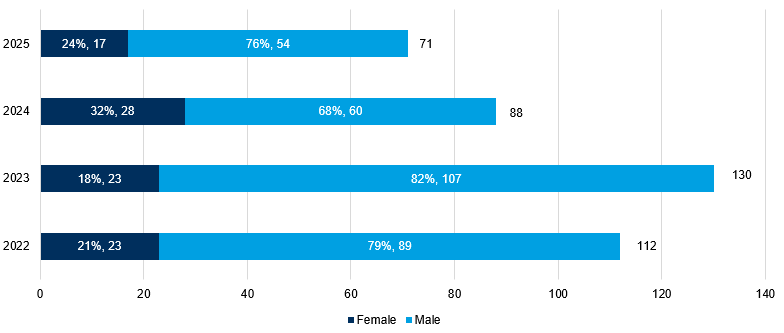 2025 24%, 17 76%, 54 71
2024 32%, 28 68%, 60 88
2023 18%, 23 82%, 107 130
2022 21%, 23 79%, 89 112
0 20 40 60 80 100 120 140
Female Male